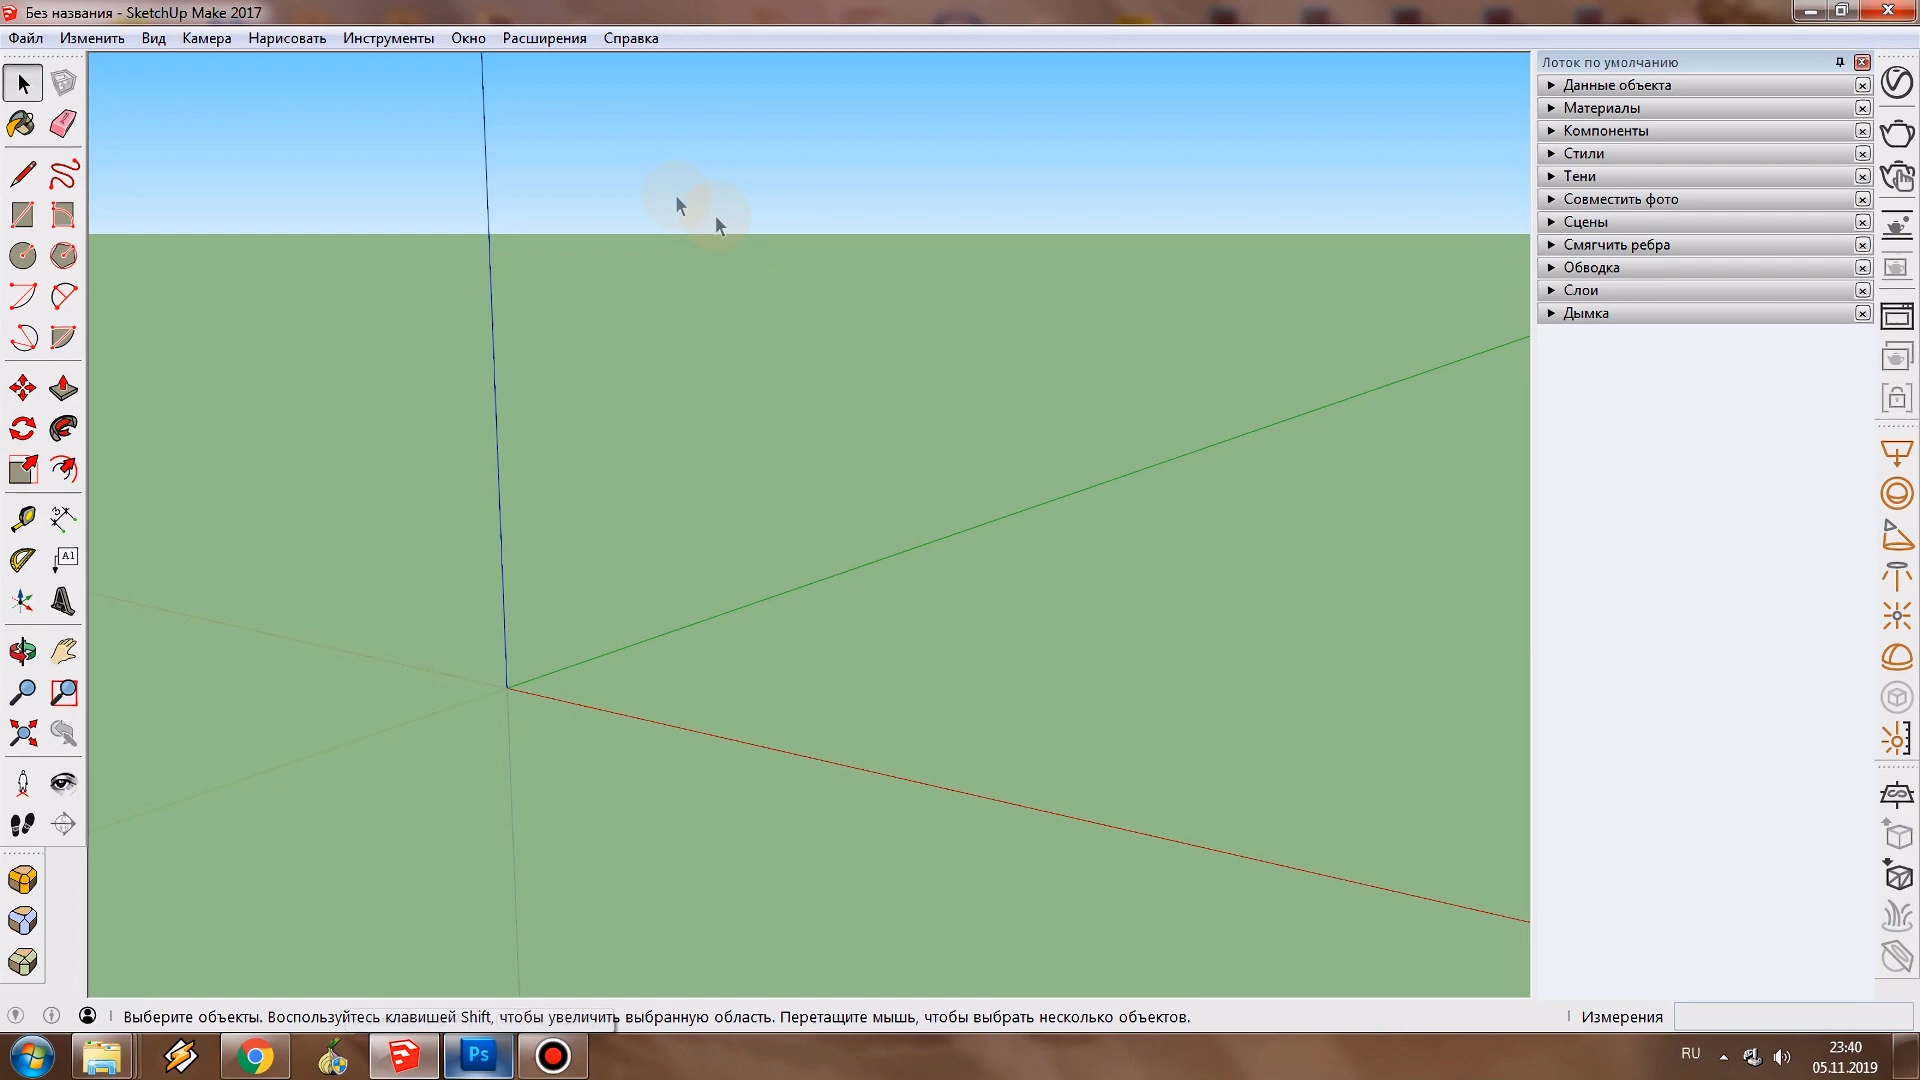 Без названия - SketchUp Make 2017
Файл Изменить Вид Камера Нарисовать Инструменты Окно Расширения Справка
Лоток по умолчанию
Данные объекта
Материалы
Компоненты
Стили
Тени
Совместить фото
Сцены
Смягчить ребра
Обводка
Слои
Дымка
A1
Выберите объекты. Воспользуйтесь клавишей Shift, чтобы увеличить выбранную область. Перетащите мышь, чтобы выбрать несколько объектов.
Измерения
Ps
RU
23:40
05.11.2019